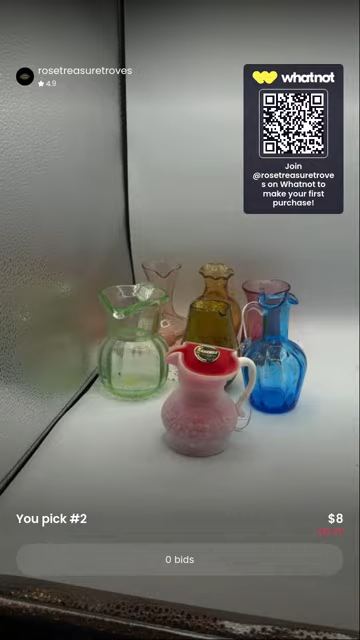 rosetreasuretroves
4.9
whatnot
Join
@rosetreasuretrove
s on Whatnot to
make your first
purchase!
You pick #2
$8
0 bids